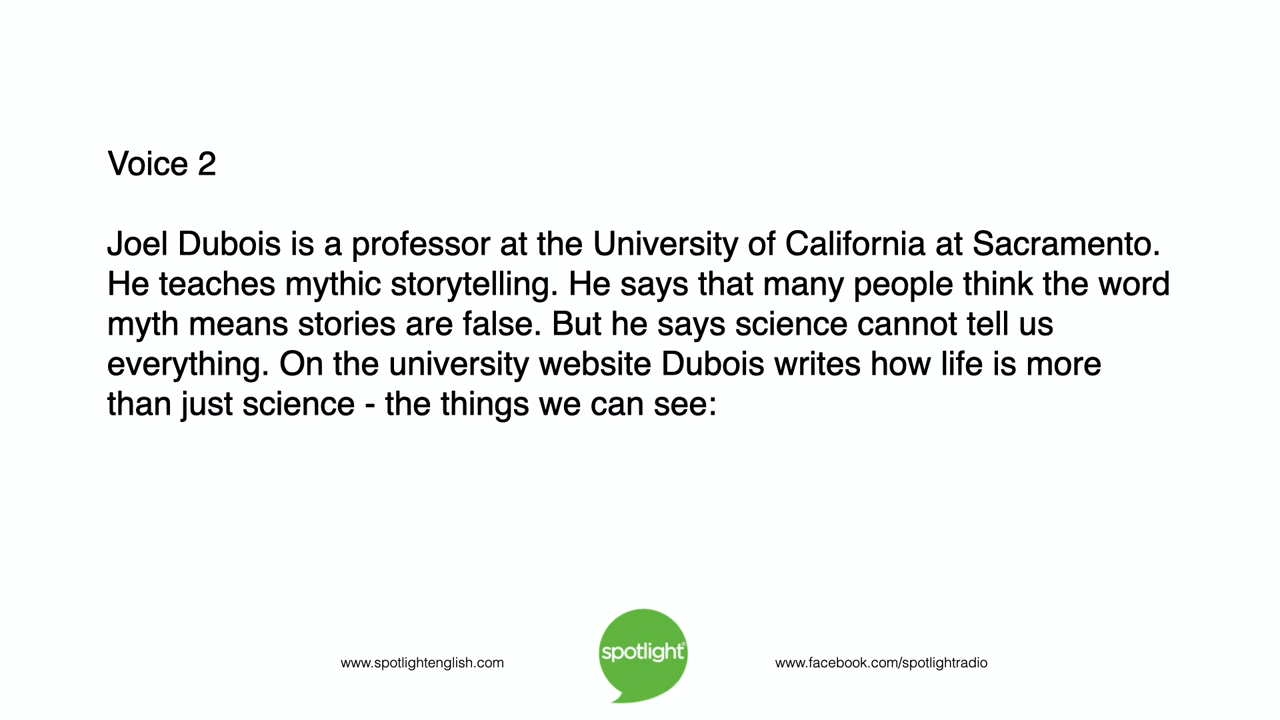 Voice 2
Joel Dubois is a professor at the University of California at Sacramento.
He teaches mythic storytelling. He says that many people think the word
myth means stories are false. But he says science cannot tell us
everything. On the university website Dubois writes how life is more
than just science - the things we can see:
www.spotlightenglish.com
spotlight®
www.facebook.com/spotlightradio